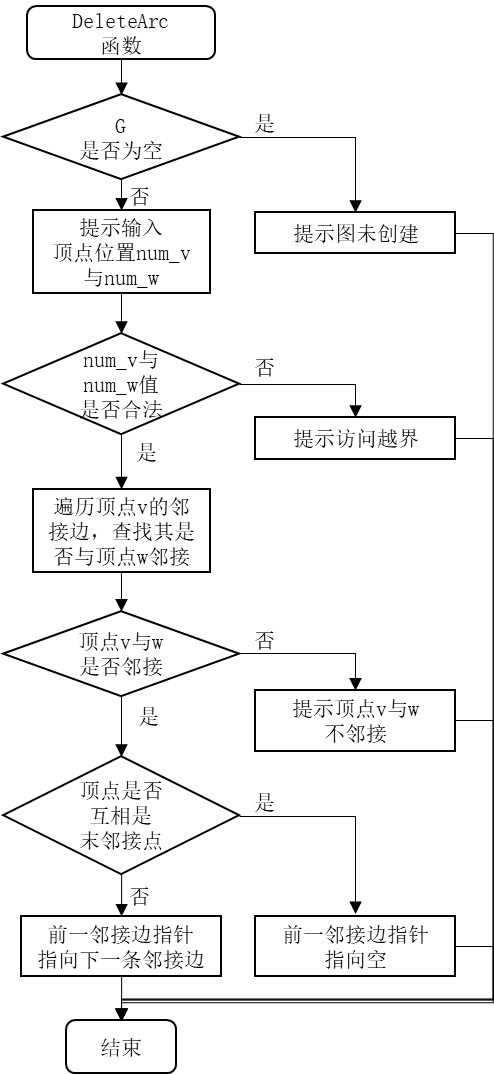 DeleteArc
函数
G
是否为空
是
否
提示输入
顶点位置num_v
与num_w
提示图未创建
num_v与
num_w值
是否合法
否
提示访问越界
是
遍历顶点v的邻
接边，查找其是
否与顶点w邻接
顶点v与w
是否邻接
否
提示顶点v与w
不邻接
是
顶点是否
互相是
末邻接点
是
否
前一邻接边指针
指向下一条邻接边
前一邻接边指针
指向空
结束